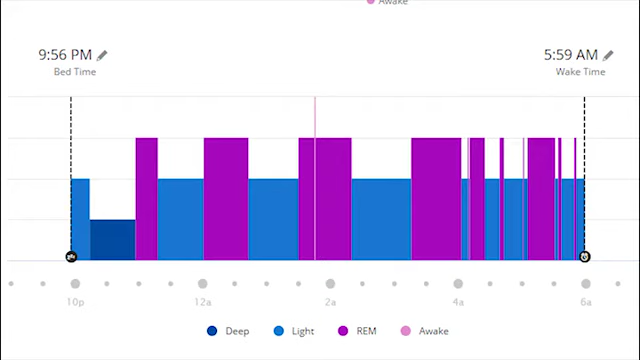 Awake
9:56 PM
5:59 AM
Bed Time
Wake Time
10p
12a
2a
4a
6a
Deep
Light
REM
Awake